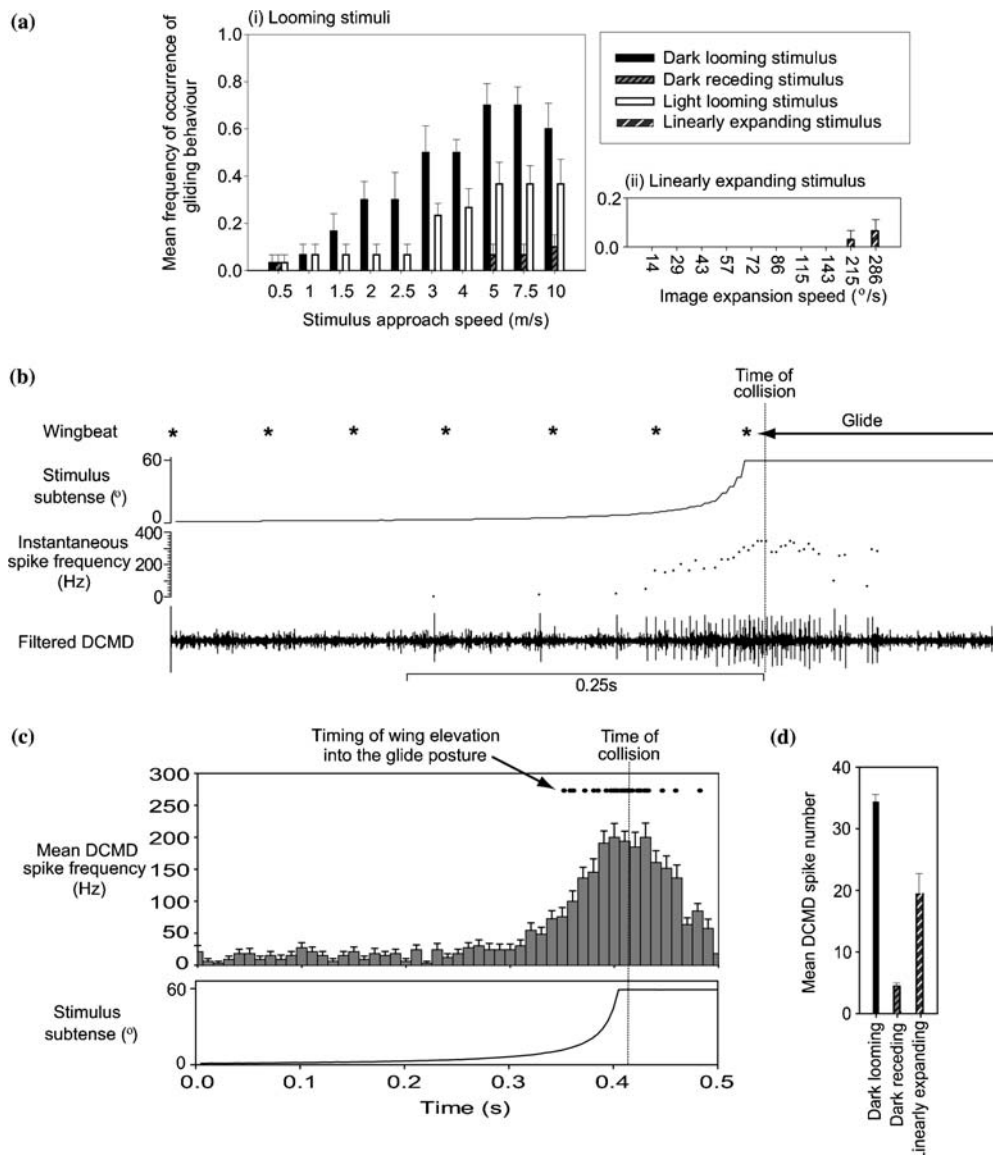 (a)
(i) Looming stimuli
Mean frequency of occurrence of
gliding behaviour
1.0
0.8
0.6
0.4
0.2
0.0
0.5 1 1.5 2 2.5 3 4 5 7.5 10
Stimulus approach speed (m/s)
Dark looming stimulus
Dark receding stimulus
Light looming stimulus
Linearly expanding stimulus
(ii) Linearly expanding stimulus
0.2
0.0
14 29 43 57 72 86 115 143 215 286
Image expansion speed (°/s)
(b)
Time of
collision
Wingbeat
* * * * * * *
Glide
Stimulus
subtense (°)
60
0
Instantaneous
spike frequency
(Hz)
400
200
0
Filtered DCMD
0.25s
(c)
Timing of wing elevation
into the glide posture
Time of
collision
Mean DCMD
spike frequency
(Hz)
300
250
200
150
100
50
0
Stimulus
subtense (°)
60
0
0.0 0.1 0.2 0.3 0.4 0.5
Time (s)
(d)
Mean DCMD spike number
40
30
20
10
0
Dark looming
Dark receding
Linearly expanding